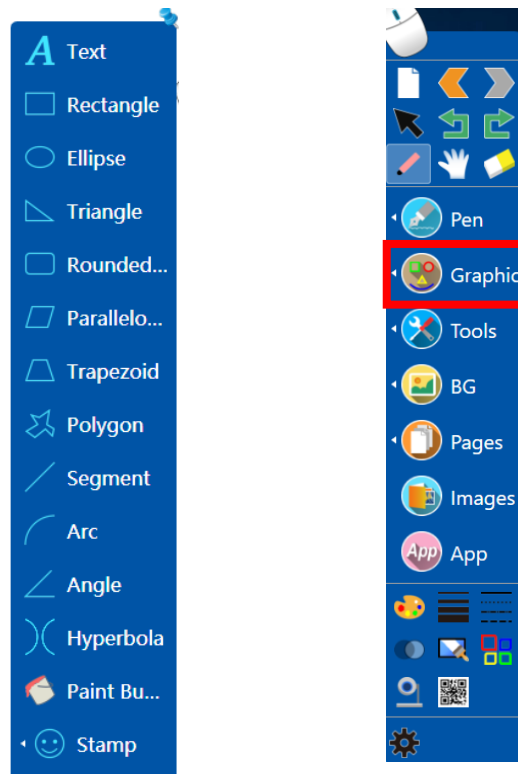 Text
Rectangle
Ellipse
Triangle
Rounded...
Parallelo...
Trapezoid
Polygon
Segment
Arc
Angle
Hyperbola
Paint Bu...
Stamp
Pen
Graphic
Tools
BG
Pages
Images
App App